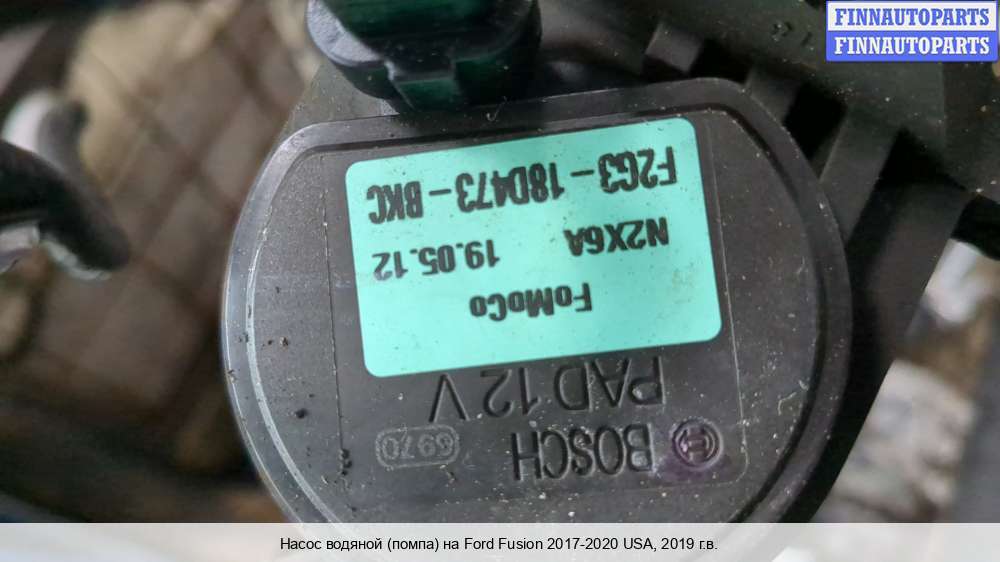 FINNAUTOPARTS
FINNAUTOPARTS
BOSCH 6970
PAD 12 V
FoMoCo
N2X6A 19.05.12
F2G3-18D473-BKC
Насос водяной (помпа) на Ford Fusion 2017-2020 USA, 2019 г.в.